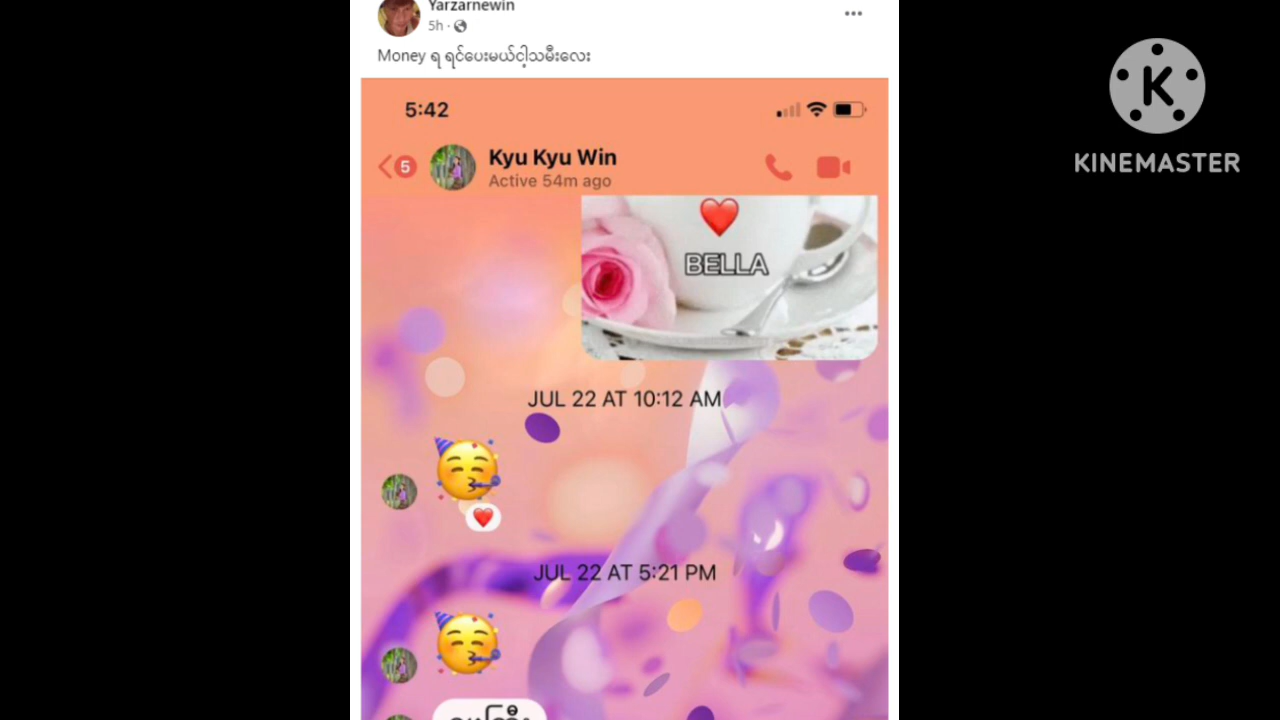 Yarzarnewin
5h
Money ရ ရင်ပေးမယ်ငါ့သမီးလေး
5:42
5
Kyu Kyu Win
Active 54m ago
BELLA
JUL 22 AT 10:12 AM
JUL 22 AT 5:21 PM
K
KINEMASTER